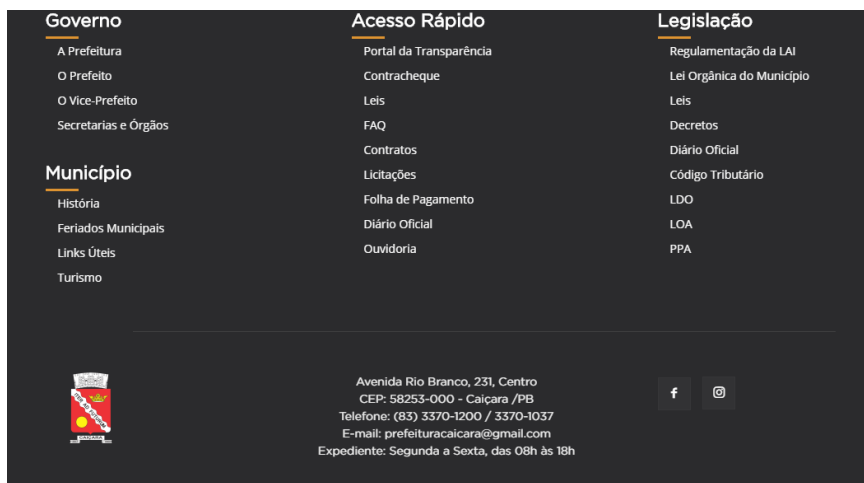 Governo
A Prefeitura
O Prefeito
O Vice-Prefeito
Secretarias e Órgãos
Município
História
Feriados Municipais
Links Úteis
Turismo
Acesso Rápido
Portal da Transparência
Contracheque
Leis
FAQ
Contratos
Licitações
Folha de Pagamento
Diário Oficial
Ouvidoria
Legislação
Regulamentação da LAI
Lei Orgânica do Município
Leis
Decretos
Diário Oficial
Código Tributário
LDO
LOA
PPA
CAIÇARA
Avenida Rio Branco, 231, Centro
CEP: 58253-000 - Caiçara /PB
Telefone: (83) 3370-1200 / 3370-1037
E-mail: prefeituracaicara@gmail.com
Expediente: Segunda a Sexta, das 08h às 18h